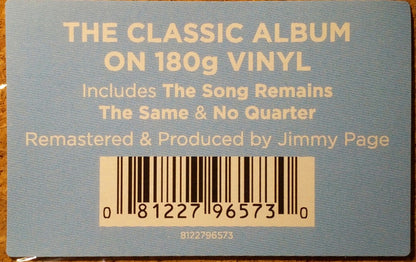 THE CLASSIC ALBUM
ON 180g VINYL
Includes The Song Remains
The Same & No Quarter
Remastered & Produced by Jimmy Page
0 81227 96573 0
8122796573